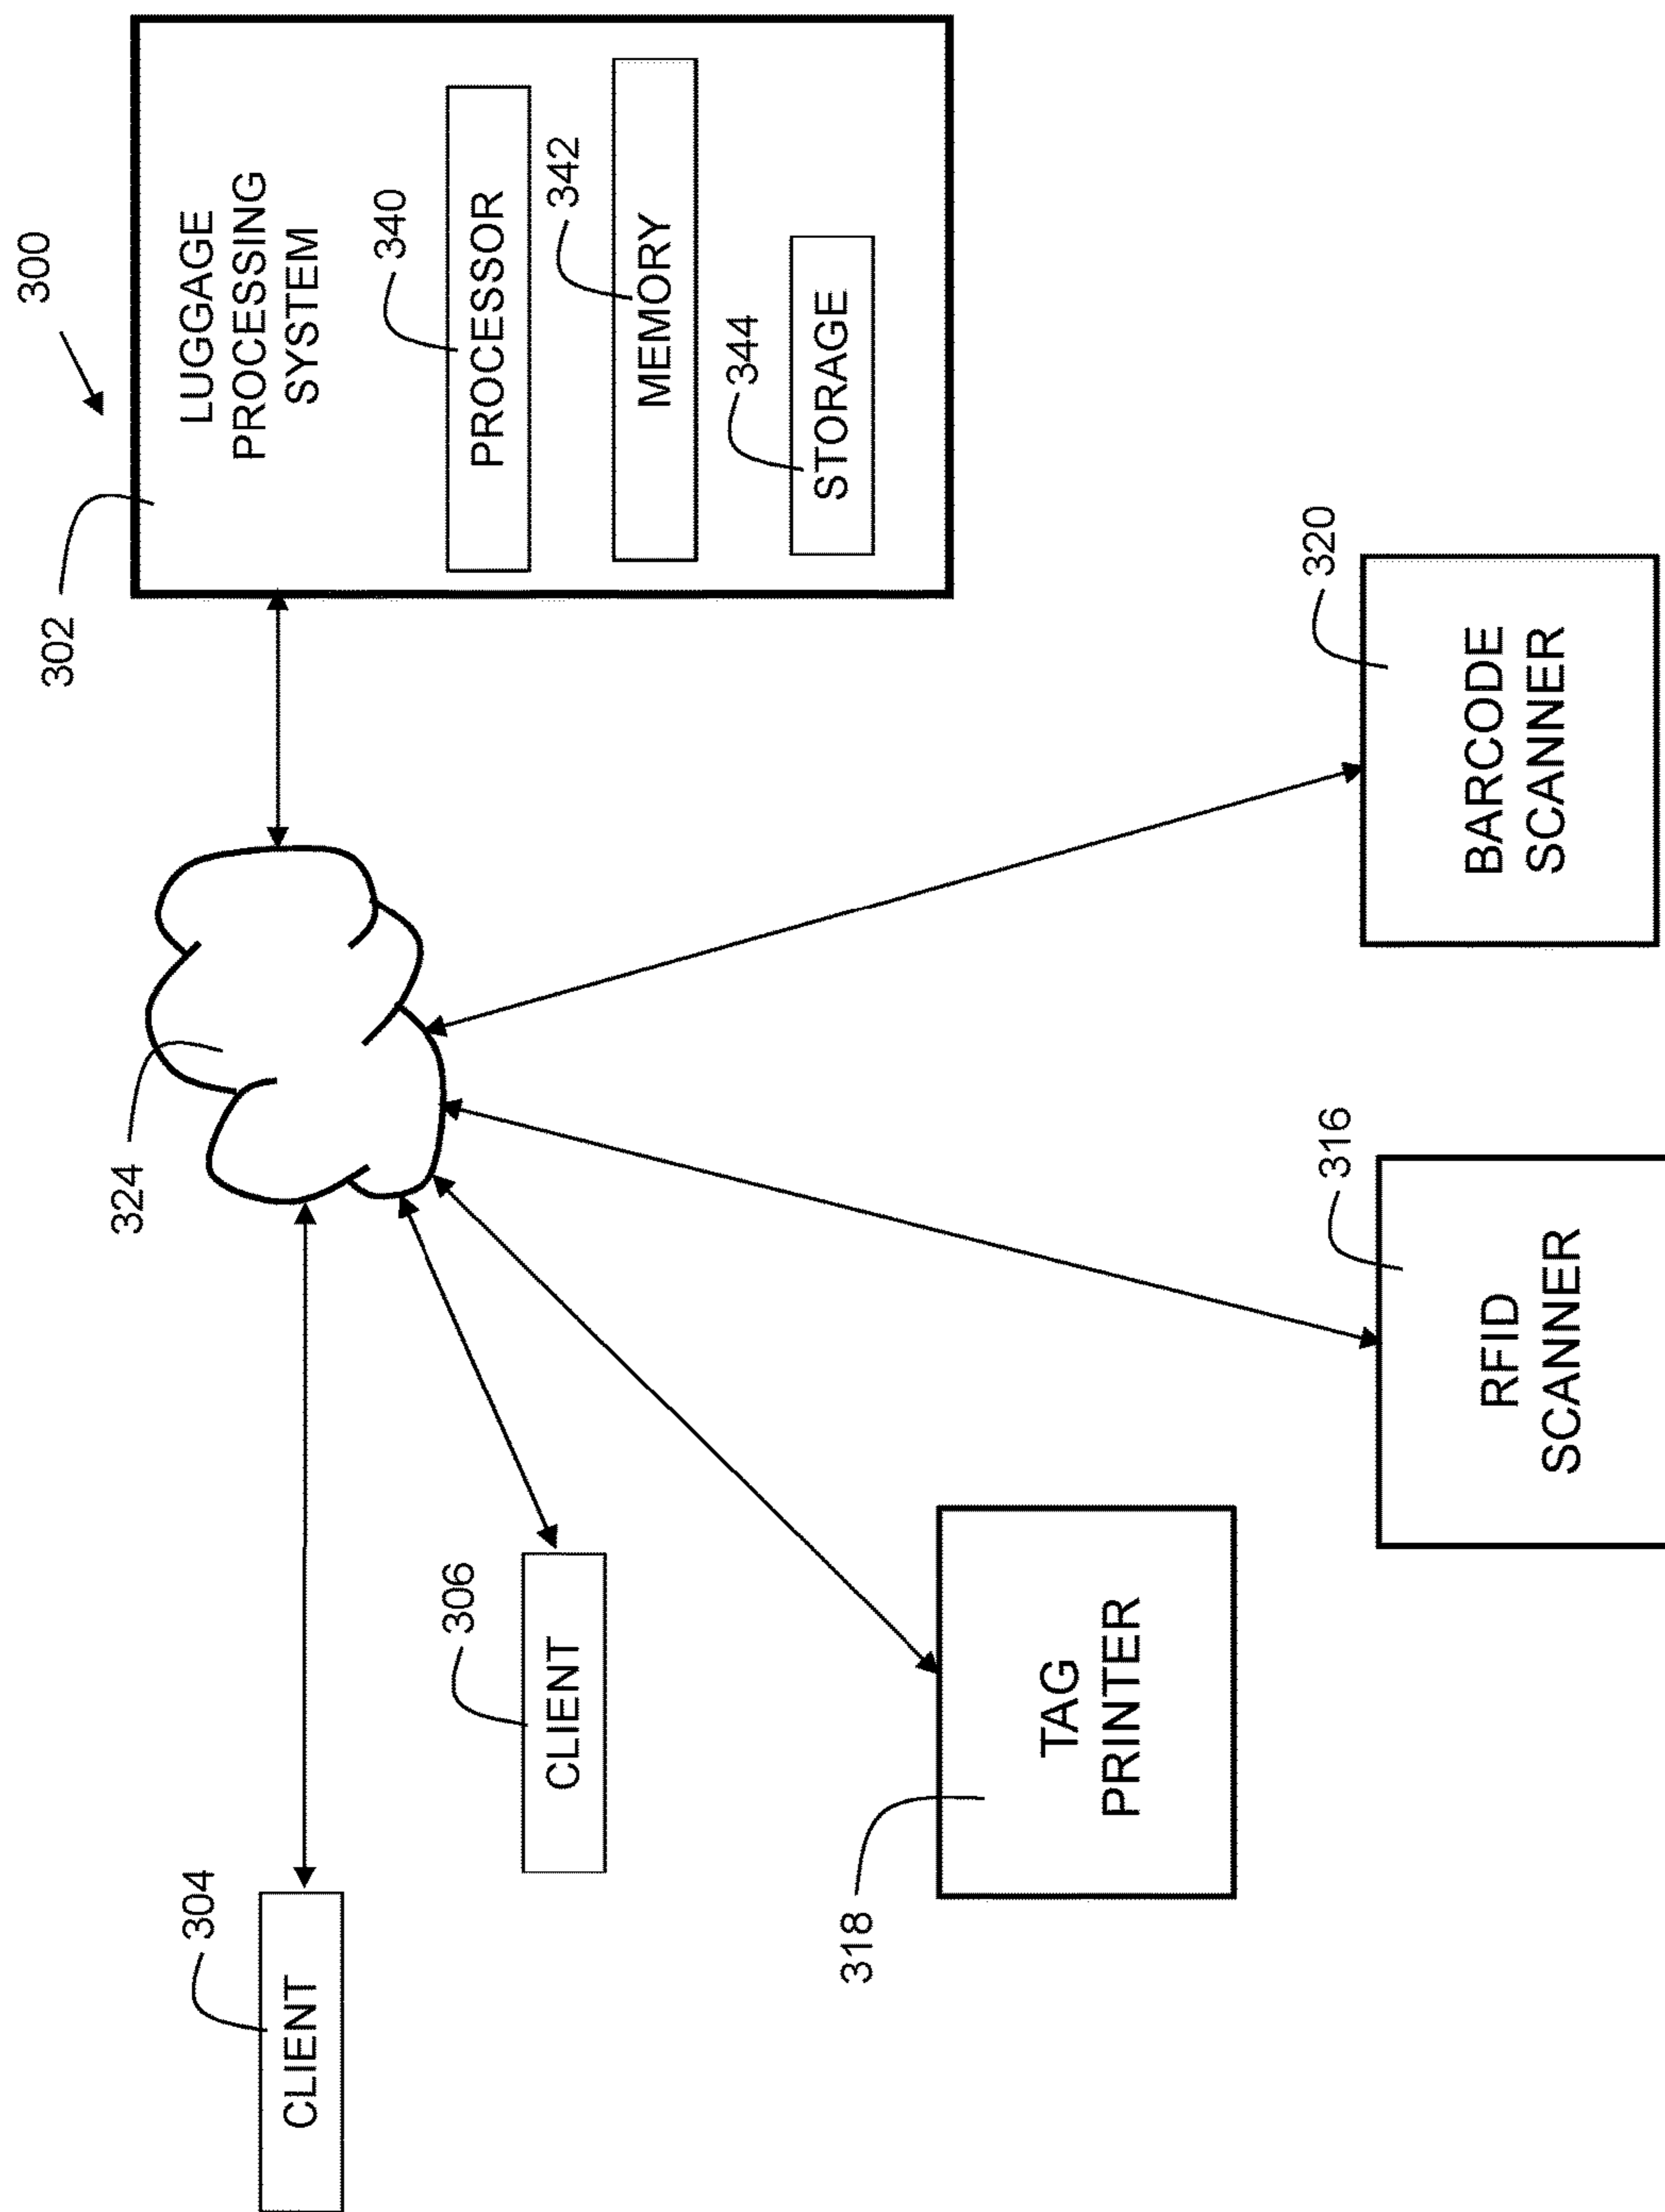 300
302
LUGGAGE
PROCESSING
SYSTEM
340
PROCESSOR
342
MEMORY
344
STORAGE
324
304
CLIENT
306
CLIENT
318
TAG
PRINTER
316
RFID
SCANNER
320
BARCODE
SCANNER